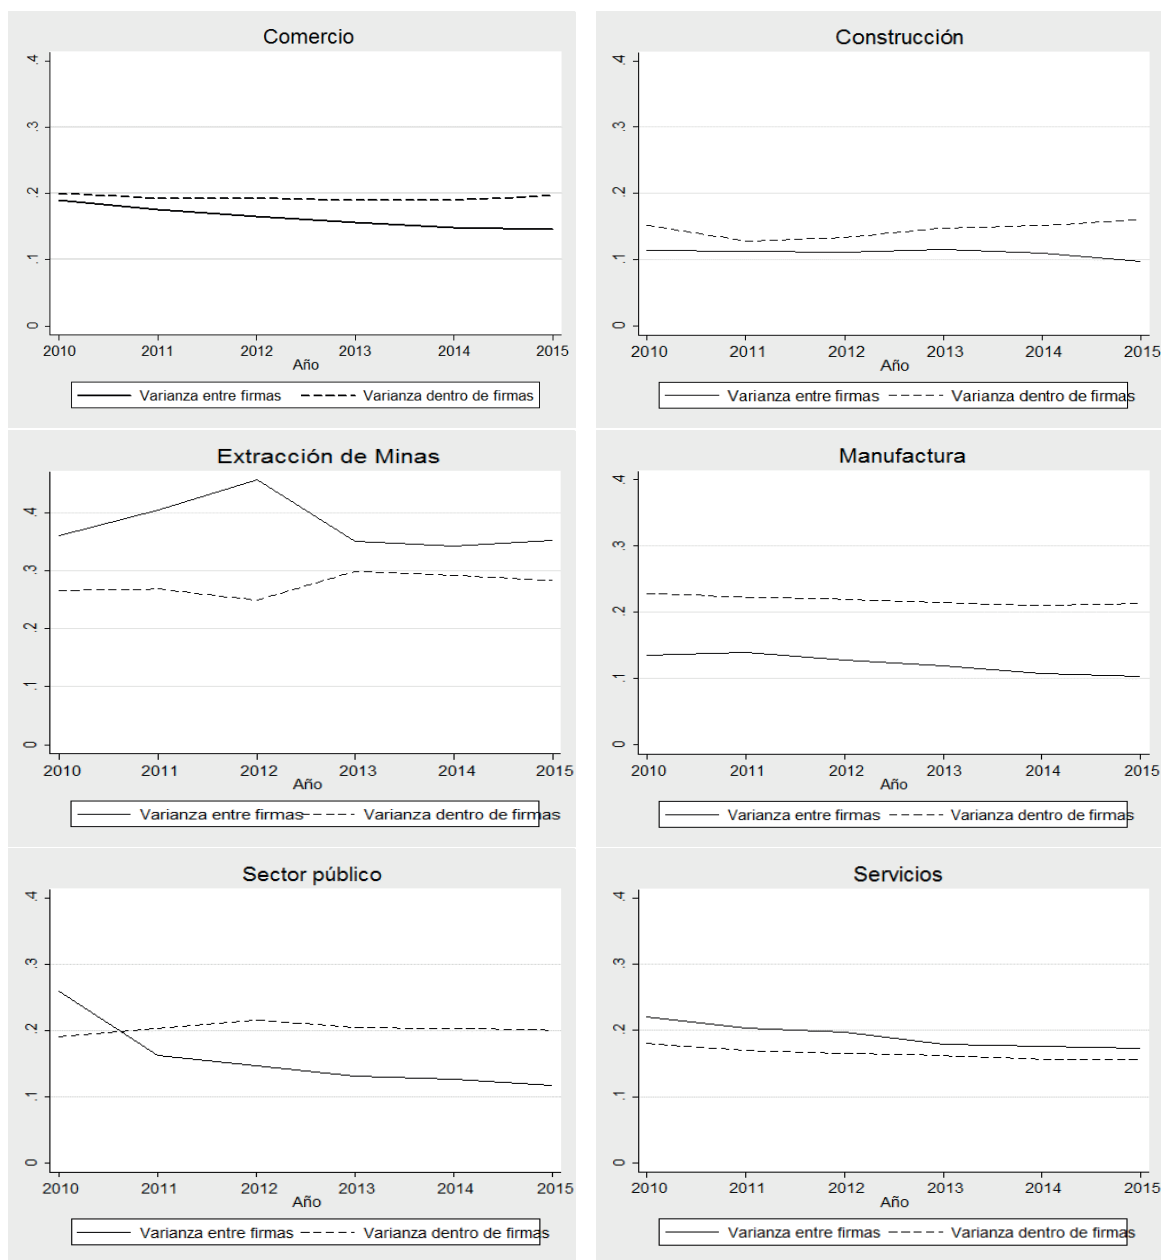 Comercio
.4
.3
.2
.1
0
2010 2011 2012 2013 2014 2015
Año
Varianza entre firmas Varianza dentro de firmas
Construcción
.4
.3
.2
.1
0
2010 2011 2012 2013 2014 2015
Año
Varianza entre firmas Varianza dentro de firmas
Extracción de Minas
.4
.3
.2
.1
0
2010 2011 2012 2013 2014 2015
Año
Varianza entre firmas Varianza dentro de firmas
Manufactura
.4
.3
.2
.1
0
2010 2011 2012 2013 2014 2015
Año
Varianza entre firmas Varianza dentro de firmas
Sector público
.4
.3
.2
.1
0
2010 2011 2012 2013 2014 2015
Año
Varianza entre firmas Varianza dentro de firmas
Servicios
.4
.3
.2
.1
0
2010 2011 2012 2013 2014 2015
Año
Varianza entre firmas Varianza dentro de firmas